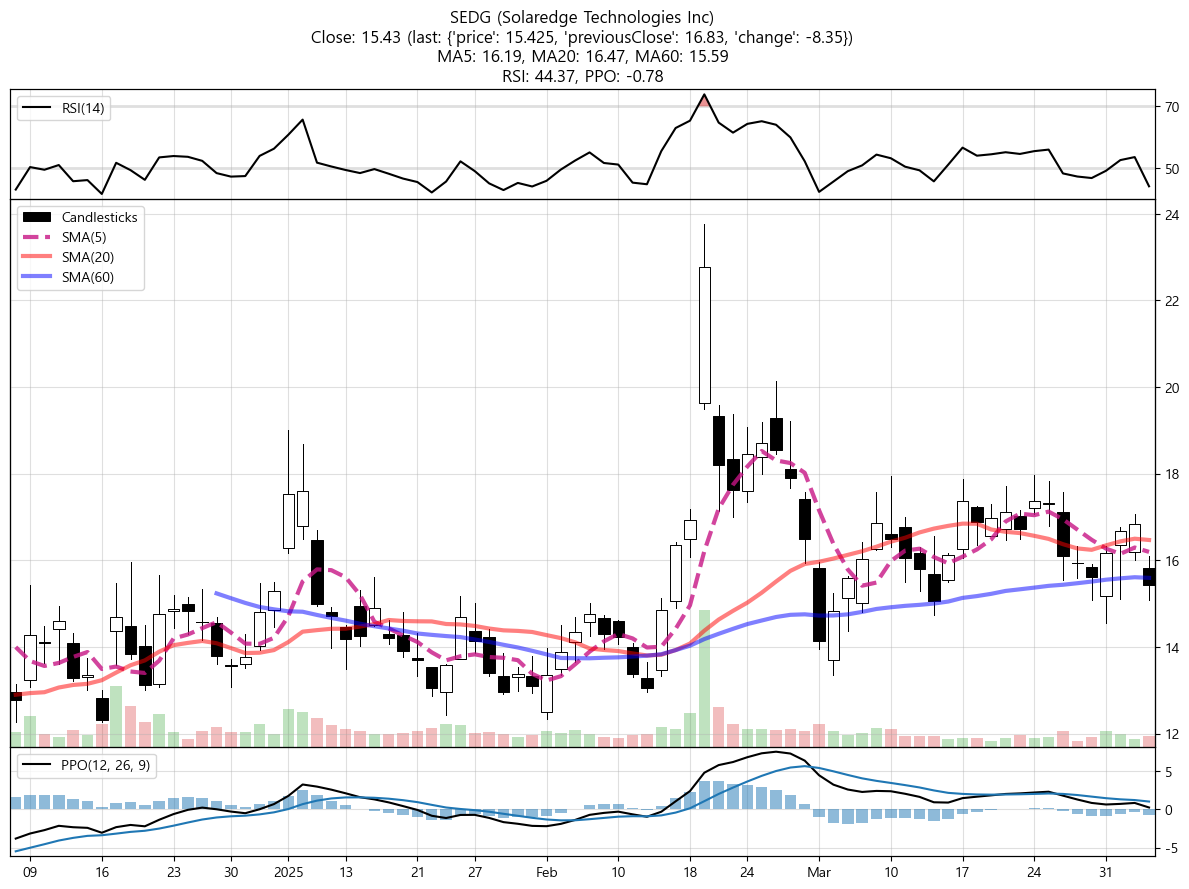 SEDG (Solaredge Technologies Inc)
Close: 15.43 (last: {'price': 15.425, 'previousClose': 16.83, 'change': -8.35})
MA5: 16.19, MA20: 16.47, MA60: 15.59
RSI: 44.37, PPO: -0.78
RSI(14)
70
50
Candlesticks
SMA(5)
SMA(20)
SMA(60)
24
22
20
18
16
14
12
PPO(12, 26, 9)
5
0
-5
09 16 23 30 2025 13 21 27 Feb 10 18 24 Mar 10 17 24 31